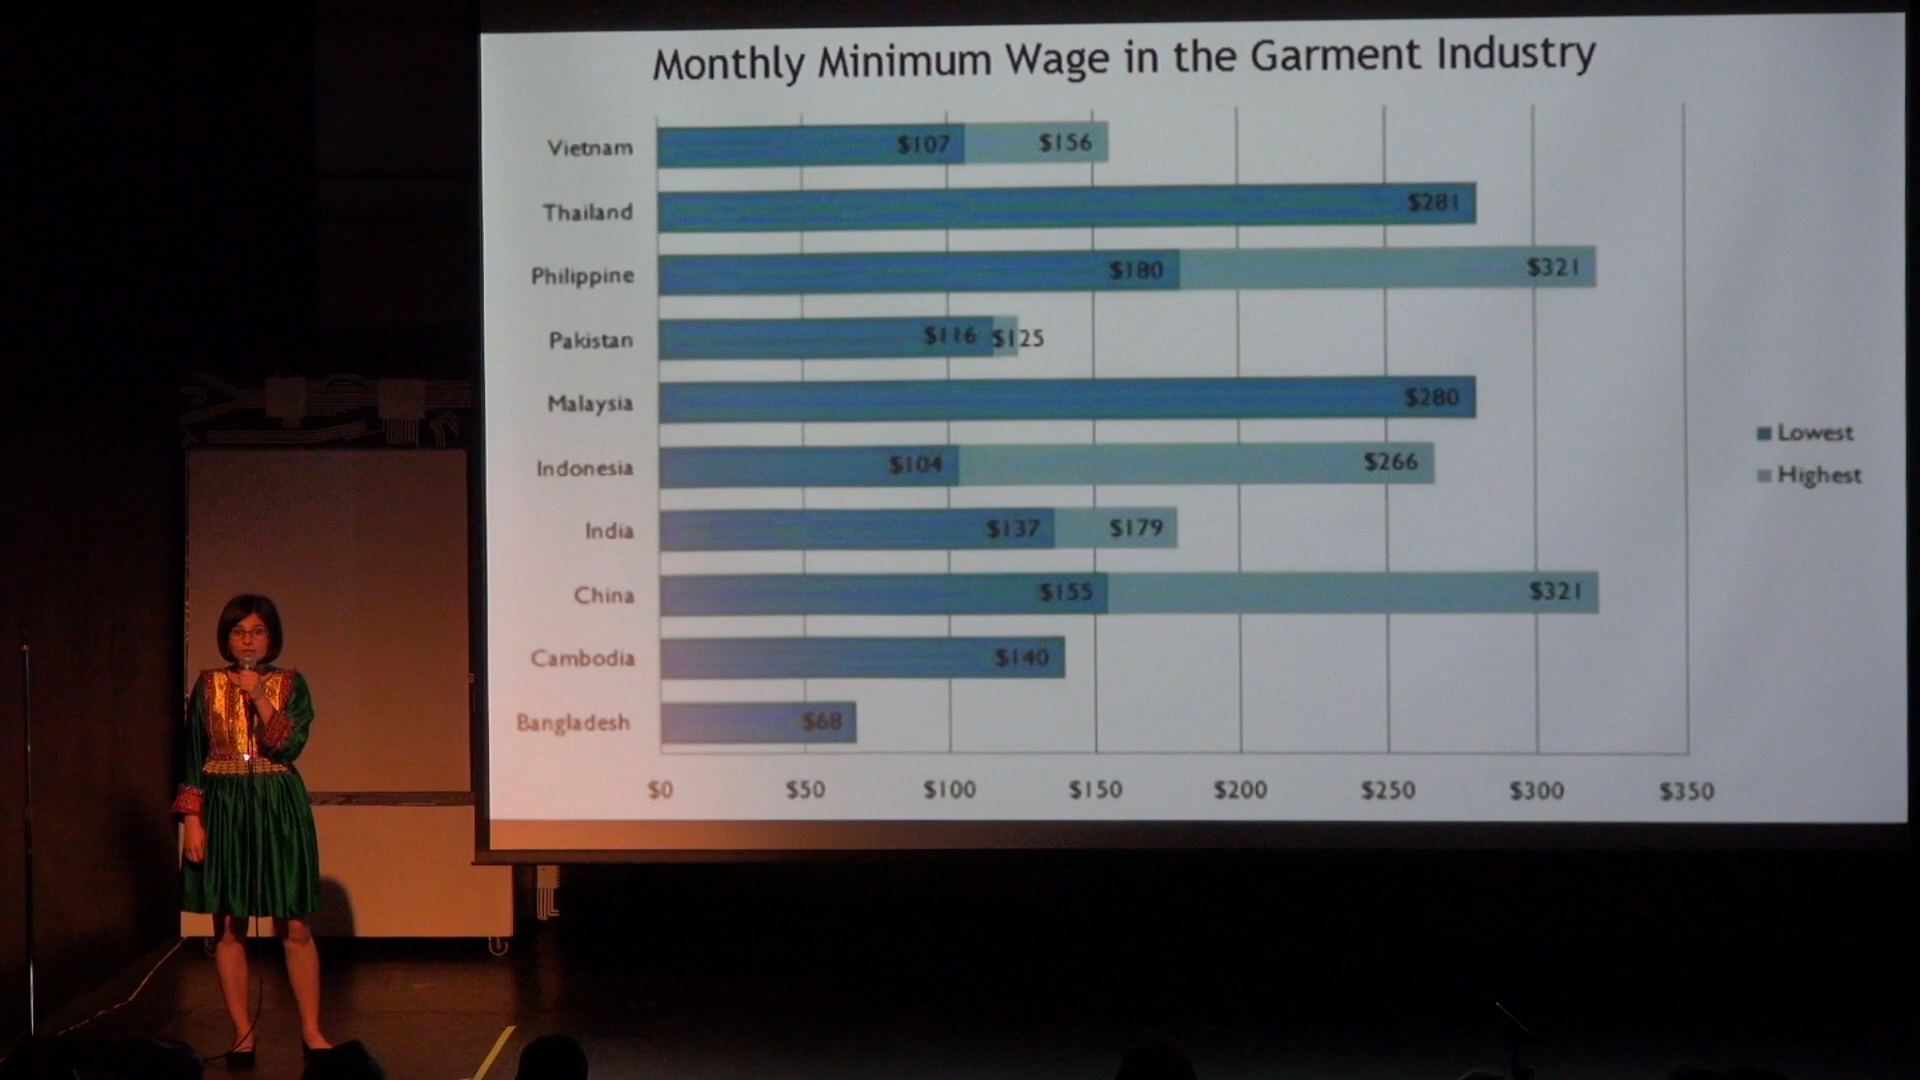 Monthly Minimum Wage in the Garment Industry
Vietnam $107 $156
Thailand $281
Philippine $180 $321
Pakistan $116 $125
Malaysia $280
Lowest
Indonesia $104 $266
Highest
India $137 $179
China $155 $321
Cambodia $140
Bangladesh $68
$0 $50 $100 $150 $200 $250 $300 $350